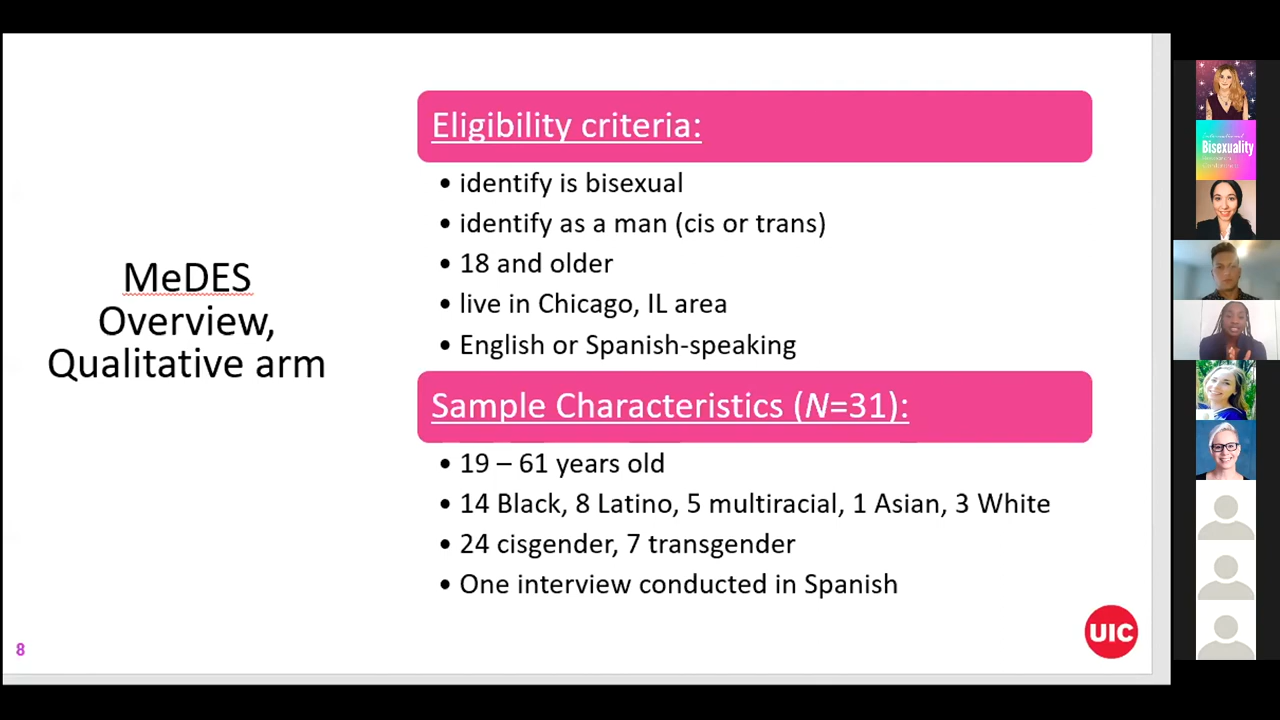 MeDES
Overview,
Qualitative arm
Eligibility criteria:
• identify is bisexual
• identify as a man (cis or trans)
• 18 and older
• live in Chicago, IL area
• English or Spanish-speaking
Sample Characteristics (N=31):
• 19 – 61 years old
• 14 Black, 8 Latino, 5 multiracial, 1 Asian, 3 White
• 24 cisgender, 7 transgender
• One interview conducted in Spanish
8
UIC
Bisexuality